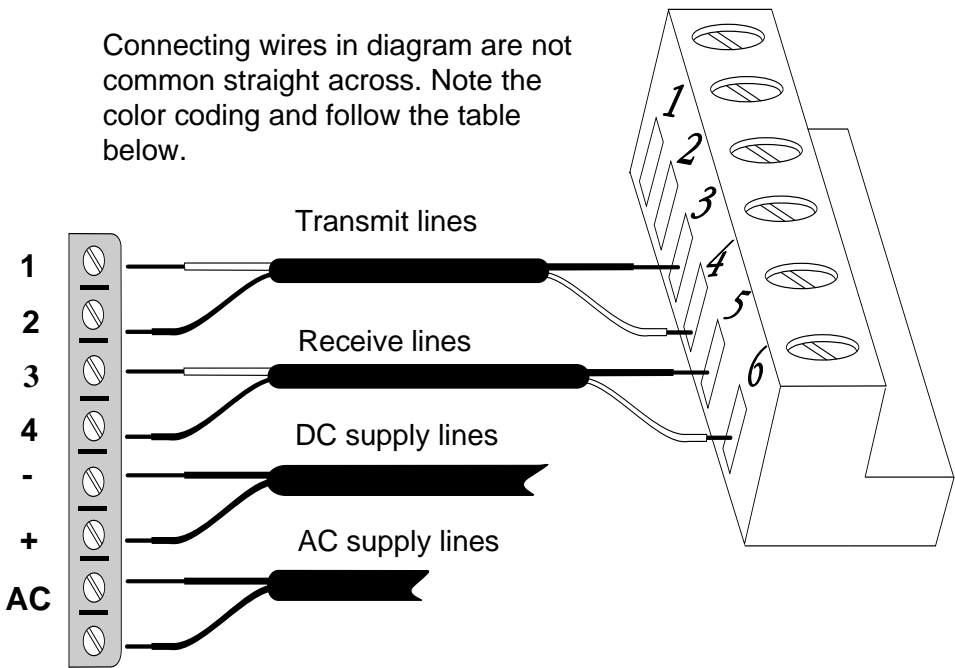 Connecting wires in diagram are not
common straight across. Note the
color coding and follow the table
below.
1
2
3
4
5
6
Transmit lines
1
2
Receive lines
3
4
DC supply lines
-
+
AC supply lines
AC